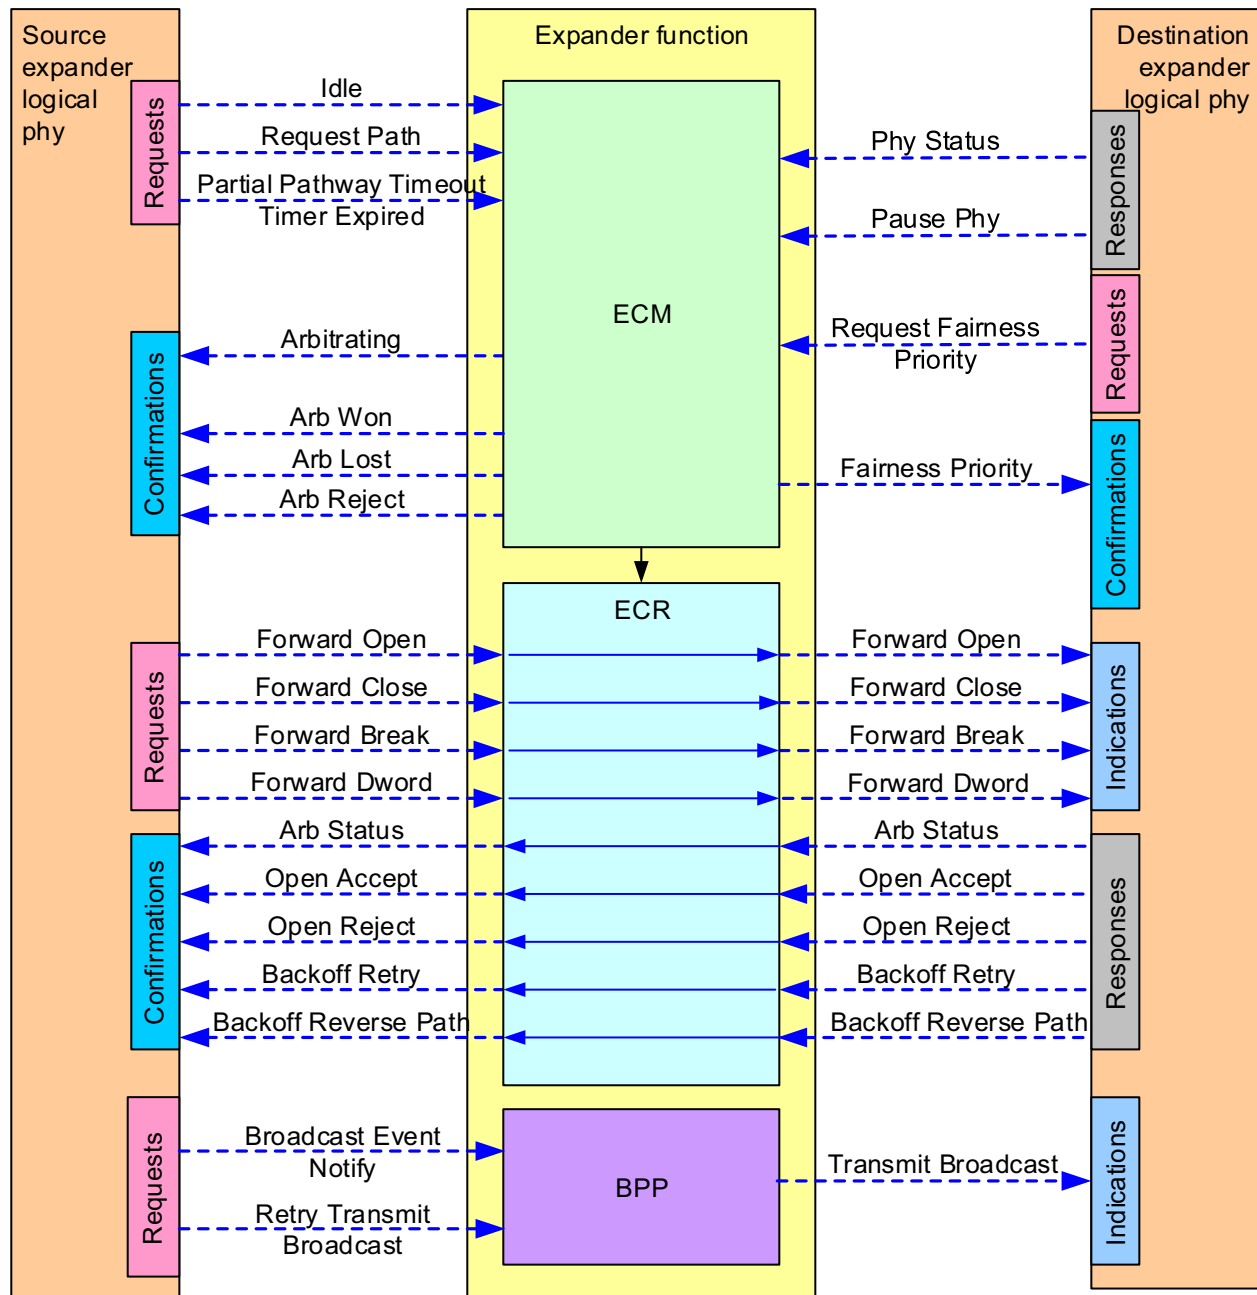 Source
expander
logical
phy
Expander function
Destination
expander
logical phy
Requests
Idle
Request Path
Partial Pathway Timeout
Timer Expired
ECM
Phy Status
Pause Phy
Responses
Request Fairness
Priority
Requests
Confirmations
Arbitrating
Arb Won
Arb Lost
Arb Reject
Fairness Priority
Confirmations
ECR
Requests
Forward Open
Forward Close
Forward Break
Forward Dword
Forward Open
Forward Close
Forward Break
Forward Dword
Indications
Confirmations
Arb Status
Open Accept
Open Reject
Backoff Retry
Backoff Reverse Path
Arb Status
Open Accept
Open Reject
Backoff Retry
Backoff Reverse Path
Responses
Requests
Broadcast Event
Notify
Retry Transmit
Broadcast
BPP
Transmit Broadcast
Indications